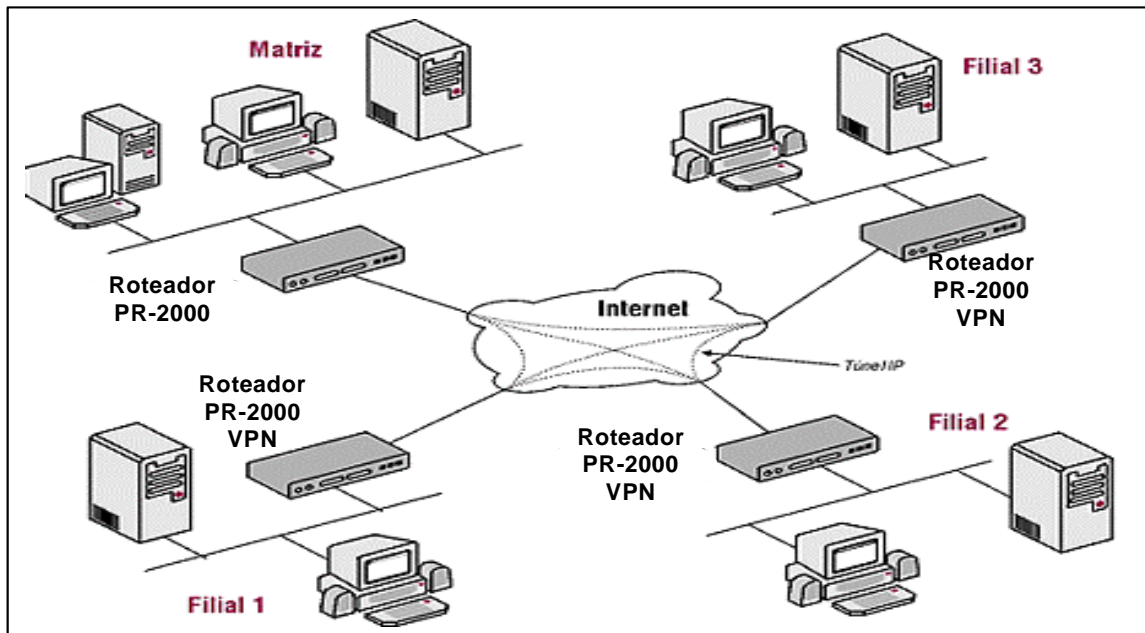 Matriz
Filial 3
Roteador
PR-2000
Roteador
PR-2000
VPN
Internet
Túnel IP
Roteador
PR-2000
VPN
Roteador
PR-2000
VPN
Filial 2
Filial 1